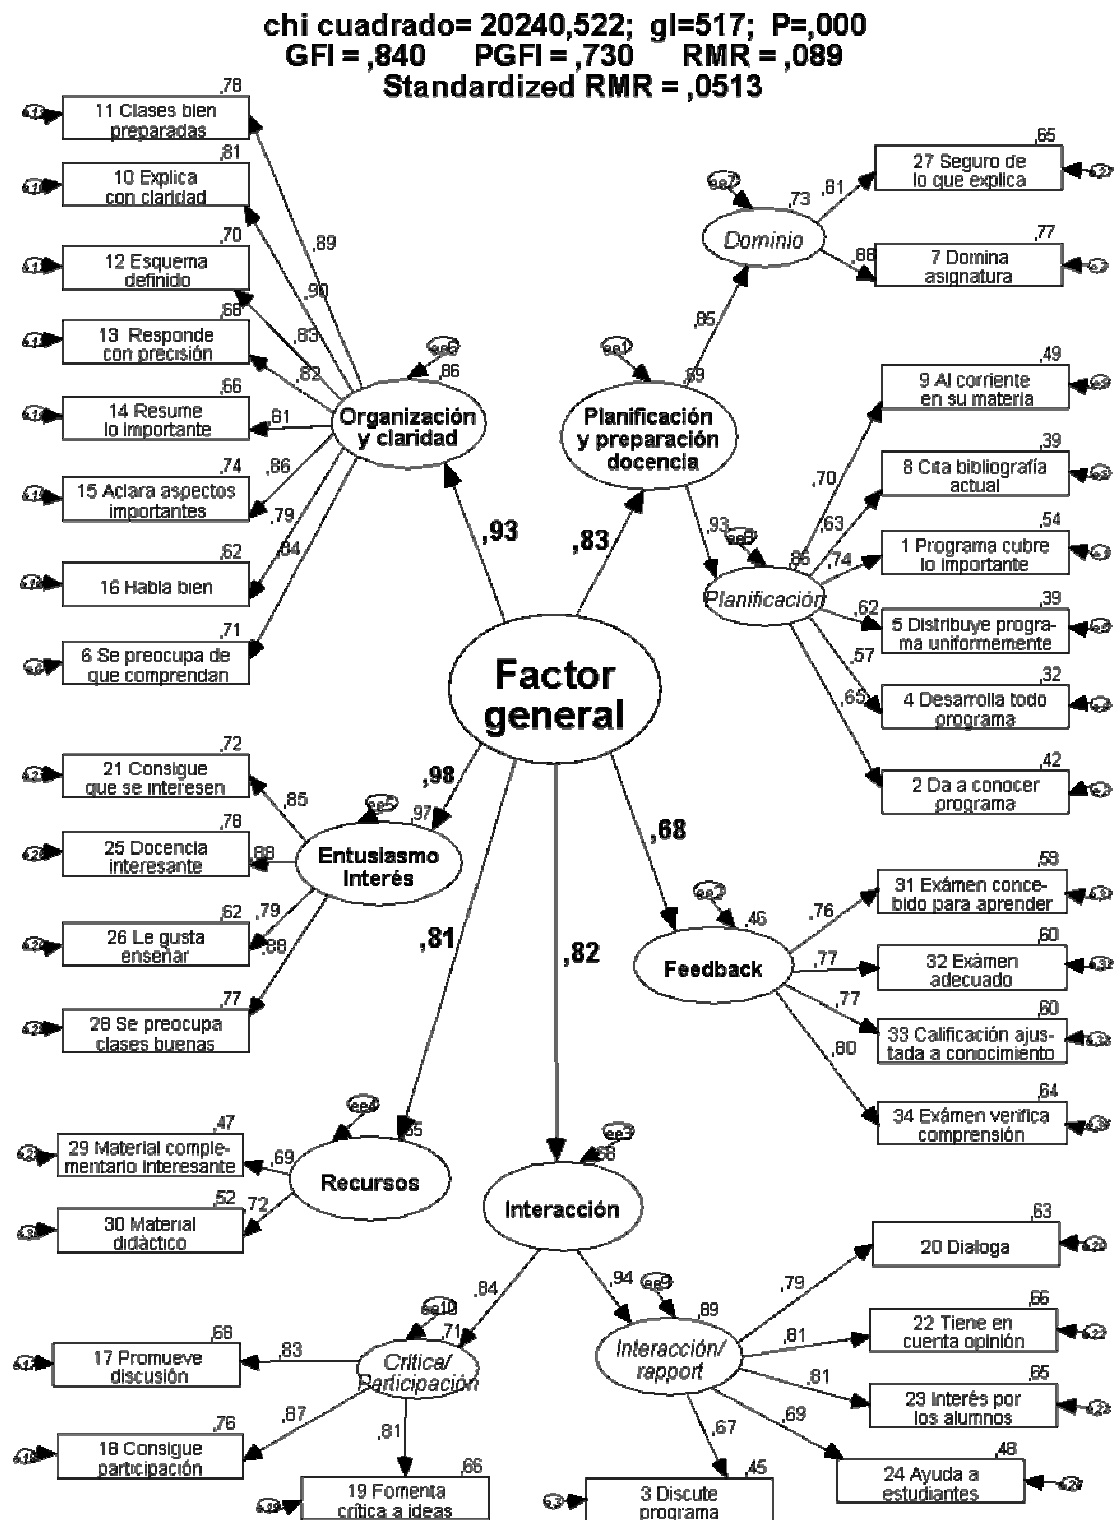 chi cuadrado= 20240,522; gl=517; P=,000
GFI = ,840 PGFI = ,730 RMR = ,089
Standardized RMR = ,0513
,78
11 Clases bien
preparadas
,81
10 Explica
con claridad
,70
12 Esquema
definido
,68
13 Responde
con precisión
,66
14 Resume
lo importante
,74
15 Aclara aspectos
importantes
,62
16 Habla bien
,71
6 Se preocupa de
que comprendan
,89
,90
,83
,82
,81
,86
,79
,84
,86
Organización
y claridad
,93
ee1
Planificación
y preparación
docencia
,83
,85
,73
Dominio
,81
,88
,65
27 Seguro de
lo que explica
,77
7 Domina
asignatura
,93
,86
Planificación
,70
,63
,74
,62
,57
,65
,49
9 Al corriente
en su materia
,39
8 Cita bibliografía
actual
,54
1 Programa cubre
lo importante
,39
5 Distribuye progra-
ma uniformemente
,32
4 Desarrolla todo
programa
,42
2 Da a conocer
programa
Factor
general
,98
ee5
,97
Entusiasmo
Interés
,85
,88
,79
,88
,72
21 Consigue
que se interesen
,78
25 Docencia
interesante
,62
26 Le gusta
enseñar
,77
28 Se preocupa
clases buenas
,81
,82
,68
ee2
,46
Feedback
,76
,77
,77
,80
,58
31 Exámen conce-
bido para aprender
,60
32 Exámen
adecuado
,60
33 Calificación ajus-
tada a conocimiento
,64
34 Exámen verifica
comprensión
ee4
Recursos
,69
,72
,47
29 Material comple-
mentario interesante
,52
30 Material
didáctico
ee3
,68
Interacción
,84
,94
ee10
,71
Crítica/
Participación
,83
,87
,81
,68
17 Promueve
discusión
,76
18 Consigue
participación
,66
19 Fomenta
crítica a ideas
ee9
,89
Interacción/
rapport
,79
,81
,81
,69
,67
,63
20 Dialoga
,66
22 Tiene en
cuenta opinión
,65
23 Interés por
los alumnos
,48
24 Ayuda a
estudiantes
,45
3 Discute
programa